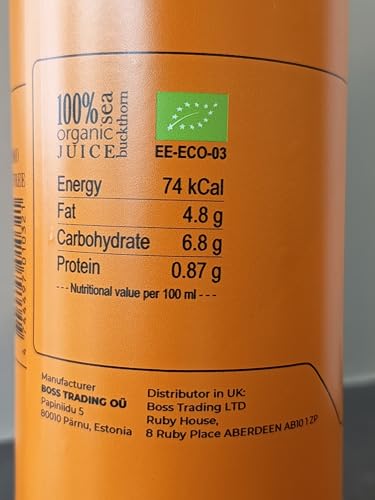 100% sea
organic buckthorn
JUICE
EE-ECO-03
Energy 74 kCal
Fat 4.8 g
Carbohydrate 6.8 g
Protein 0.87 g
--- Nutritional value per 100 ml ---
Manufacturer
BOSS TRADING OÜ
Papiniidu 5
80010 Pärnu, Estonia
Distributor in UK:
Boss Trading LTD
Ruby House,
8 Ruby Place ABERDEEN AB10 1ZP